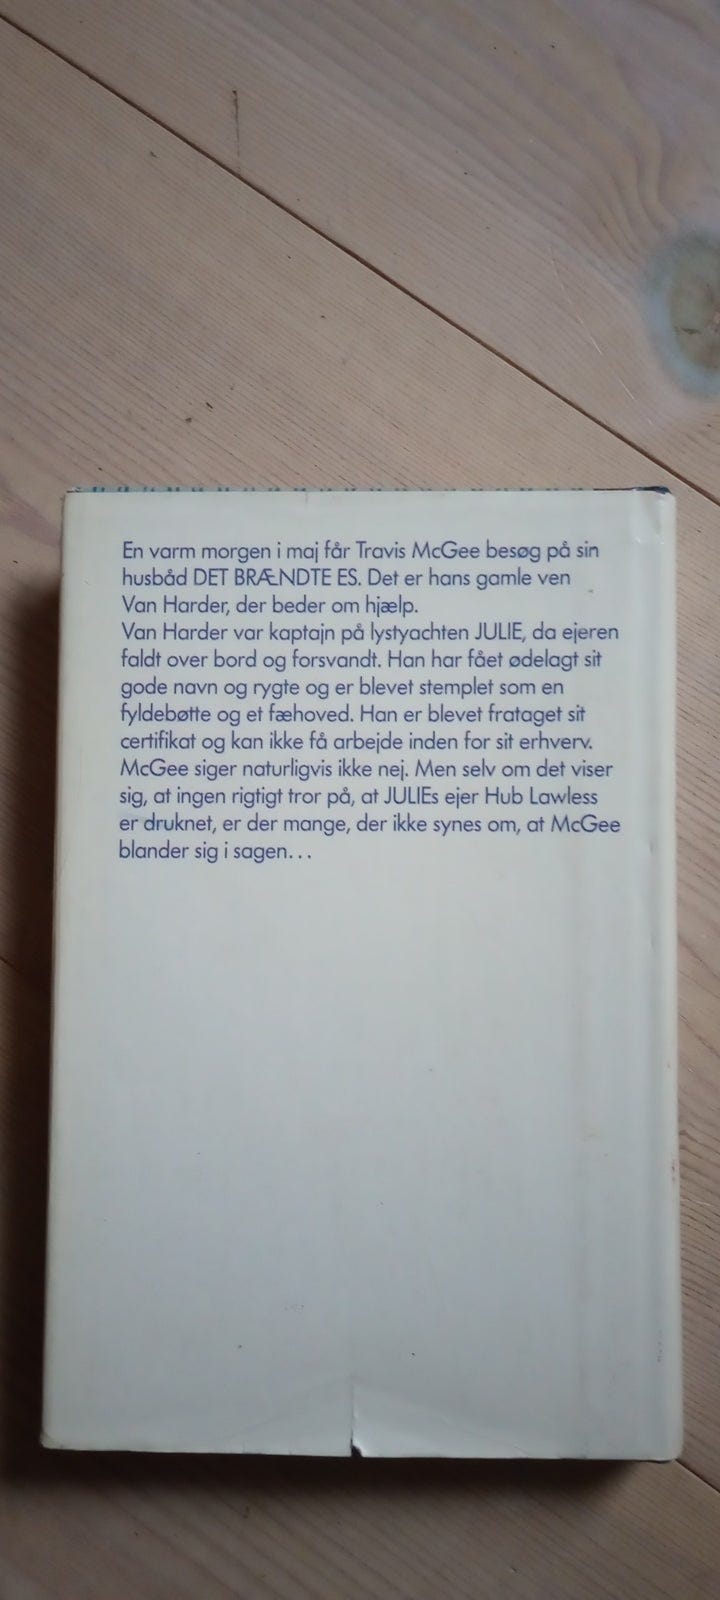 En varm morgen i maj får Travis McGee besøg på sin
husbåd DET BRÆNDTE ES. Det er hans gamle ven
Van Harder, der beder om hjælp.
Van Harder var kaptajn på lystyachten JULIE, da ejeren
faldt over bord og forsvandt. Han har fået ødelagt sit
gode navn og rygte og er blevet stemplet som en
fyldebøtte og et fæhoved. Han er blevet frataget sit
certifikat og kan ikke få arbejde inden for sit erhverv.
McGee siger naturligvis ikke nej. Men selv om det viser
sig, at ingen rigtigt tror på, at JULIEs ejer Hub Lawless
er druknet, er der mange, der ikke synes om, at McGee
blander sig i sagen...